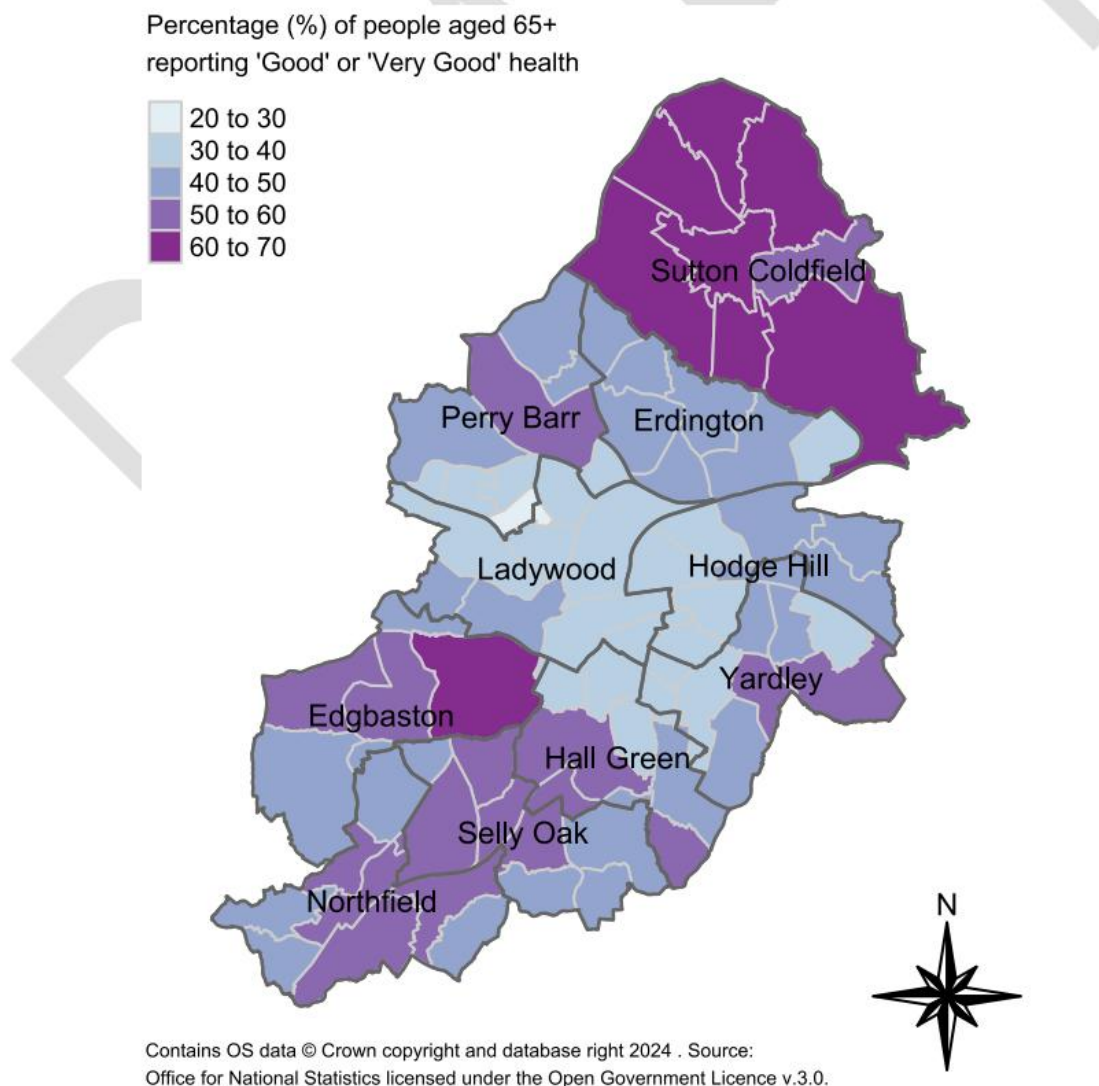 Percentage (%) of people aged 65+
reporting 'Good' or 'Very Good' health
20 to 30
30 to 40
40 to 50
50 to 60
60 to 70
Sutton Coldfield
Perry Barr
Erdington
Ladywood
Hodge Hill
Yardley
Edgbaston
Hall Green
Selly Oak
Northfield
N
Contains OS data © Crown copyright and database right 2024 . Source:
Office for National Statistics licensed under the Open Government Licence v.3.0.